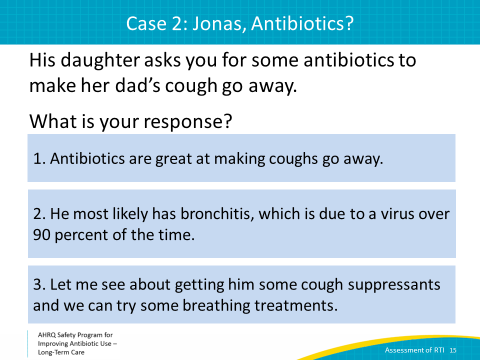 Case 2: Jonas, Antibiotics?
His daughter asks you for some antibiotics to
make her dad's cough go away.
What is your response?
1. Antibiotics are great at making coughs go away.
2. He most likely has bronchitis, which is due to a virus over
90 percent of the time.
3. Let me see about getting him some cough suppressants
and we can try some breathing treatments.
AHRQ Safety Program for
Improving Antibiotic Use –
Long-Term Care
Assessment of RTI 15